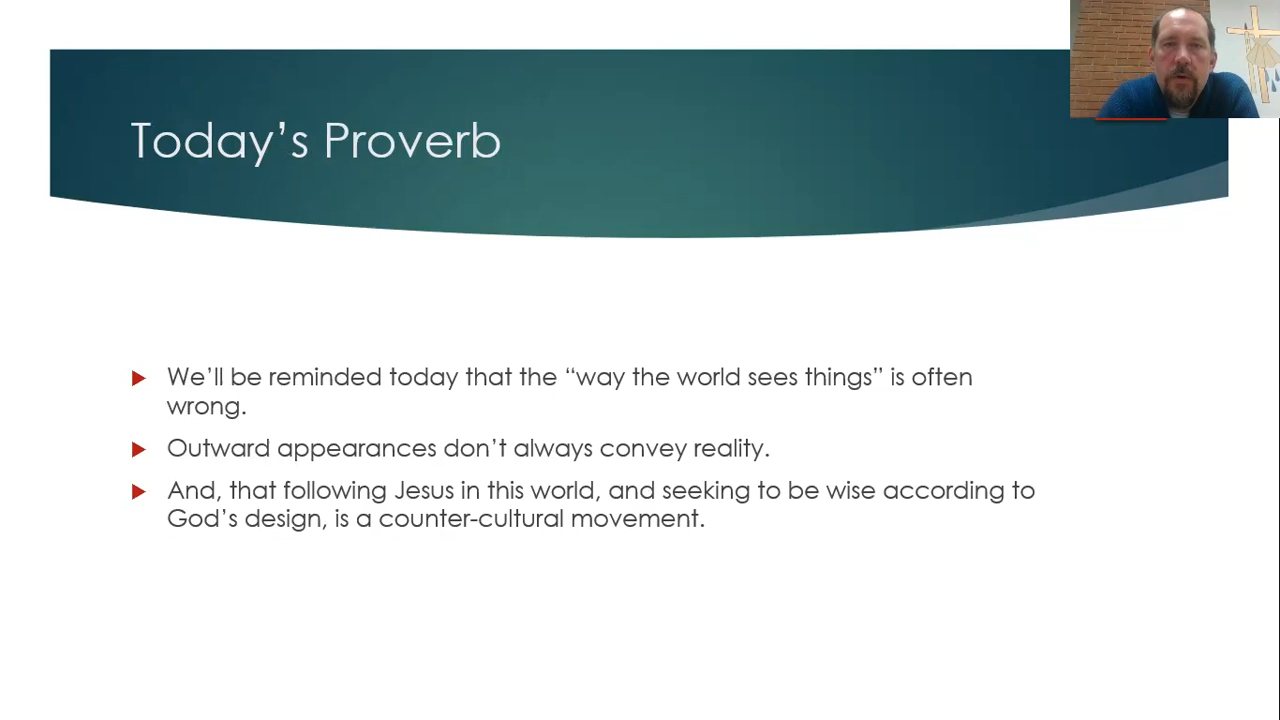 Today’s Proverb
We’ll be reminded today that the “way the world sees things” is often
wrong.
Outward appearances don’t always convey reality.
And, that following Jesus in this world, and seeking to be wise according to
God’s design, is a counter-cultural movement.